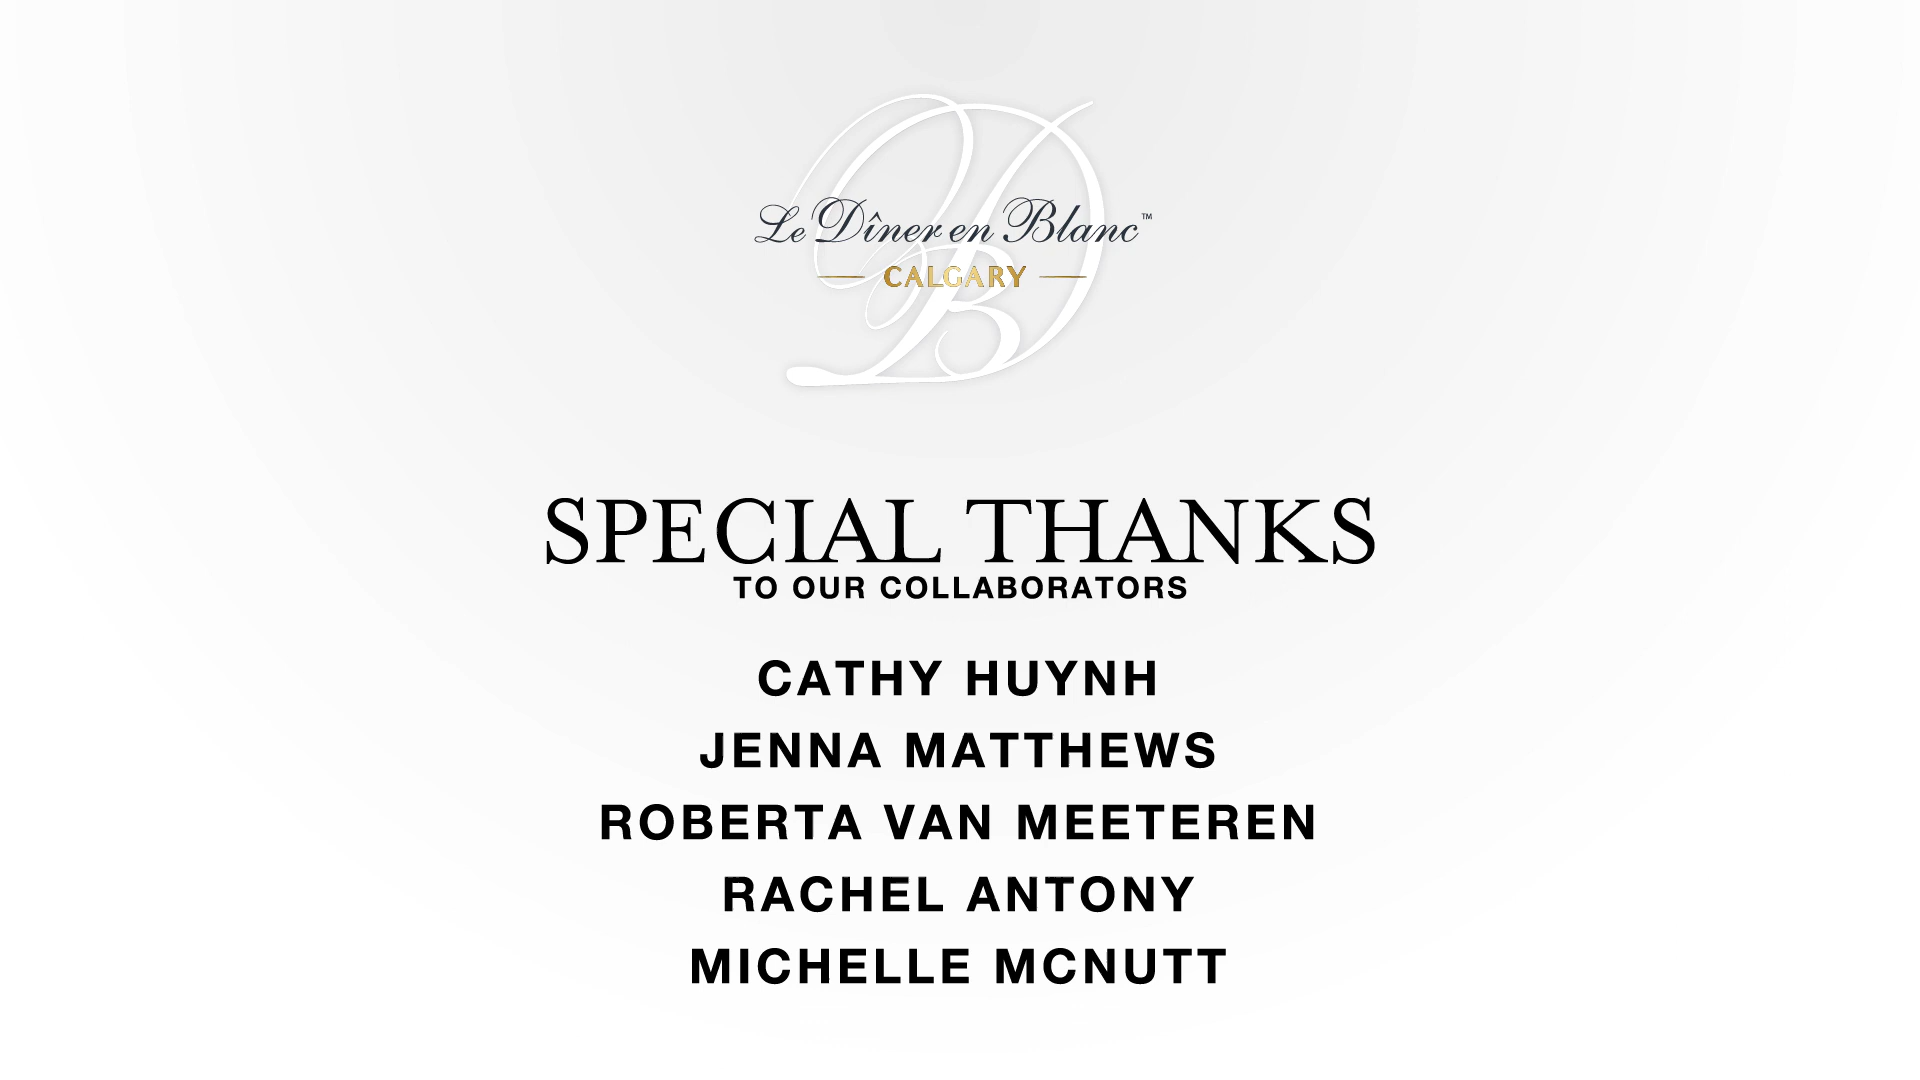 Le Dîner en Blanc™
CALGARY
SPECIAL THANKS
TO OUR COLLABORATORS
CATHY HUYNH
JENNA MATTHEWS
ROBERTA VAN MEETEREN
RACHEL ANTONY
MICHELLE MCNUTT